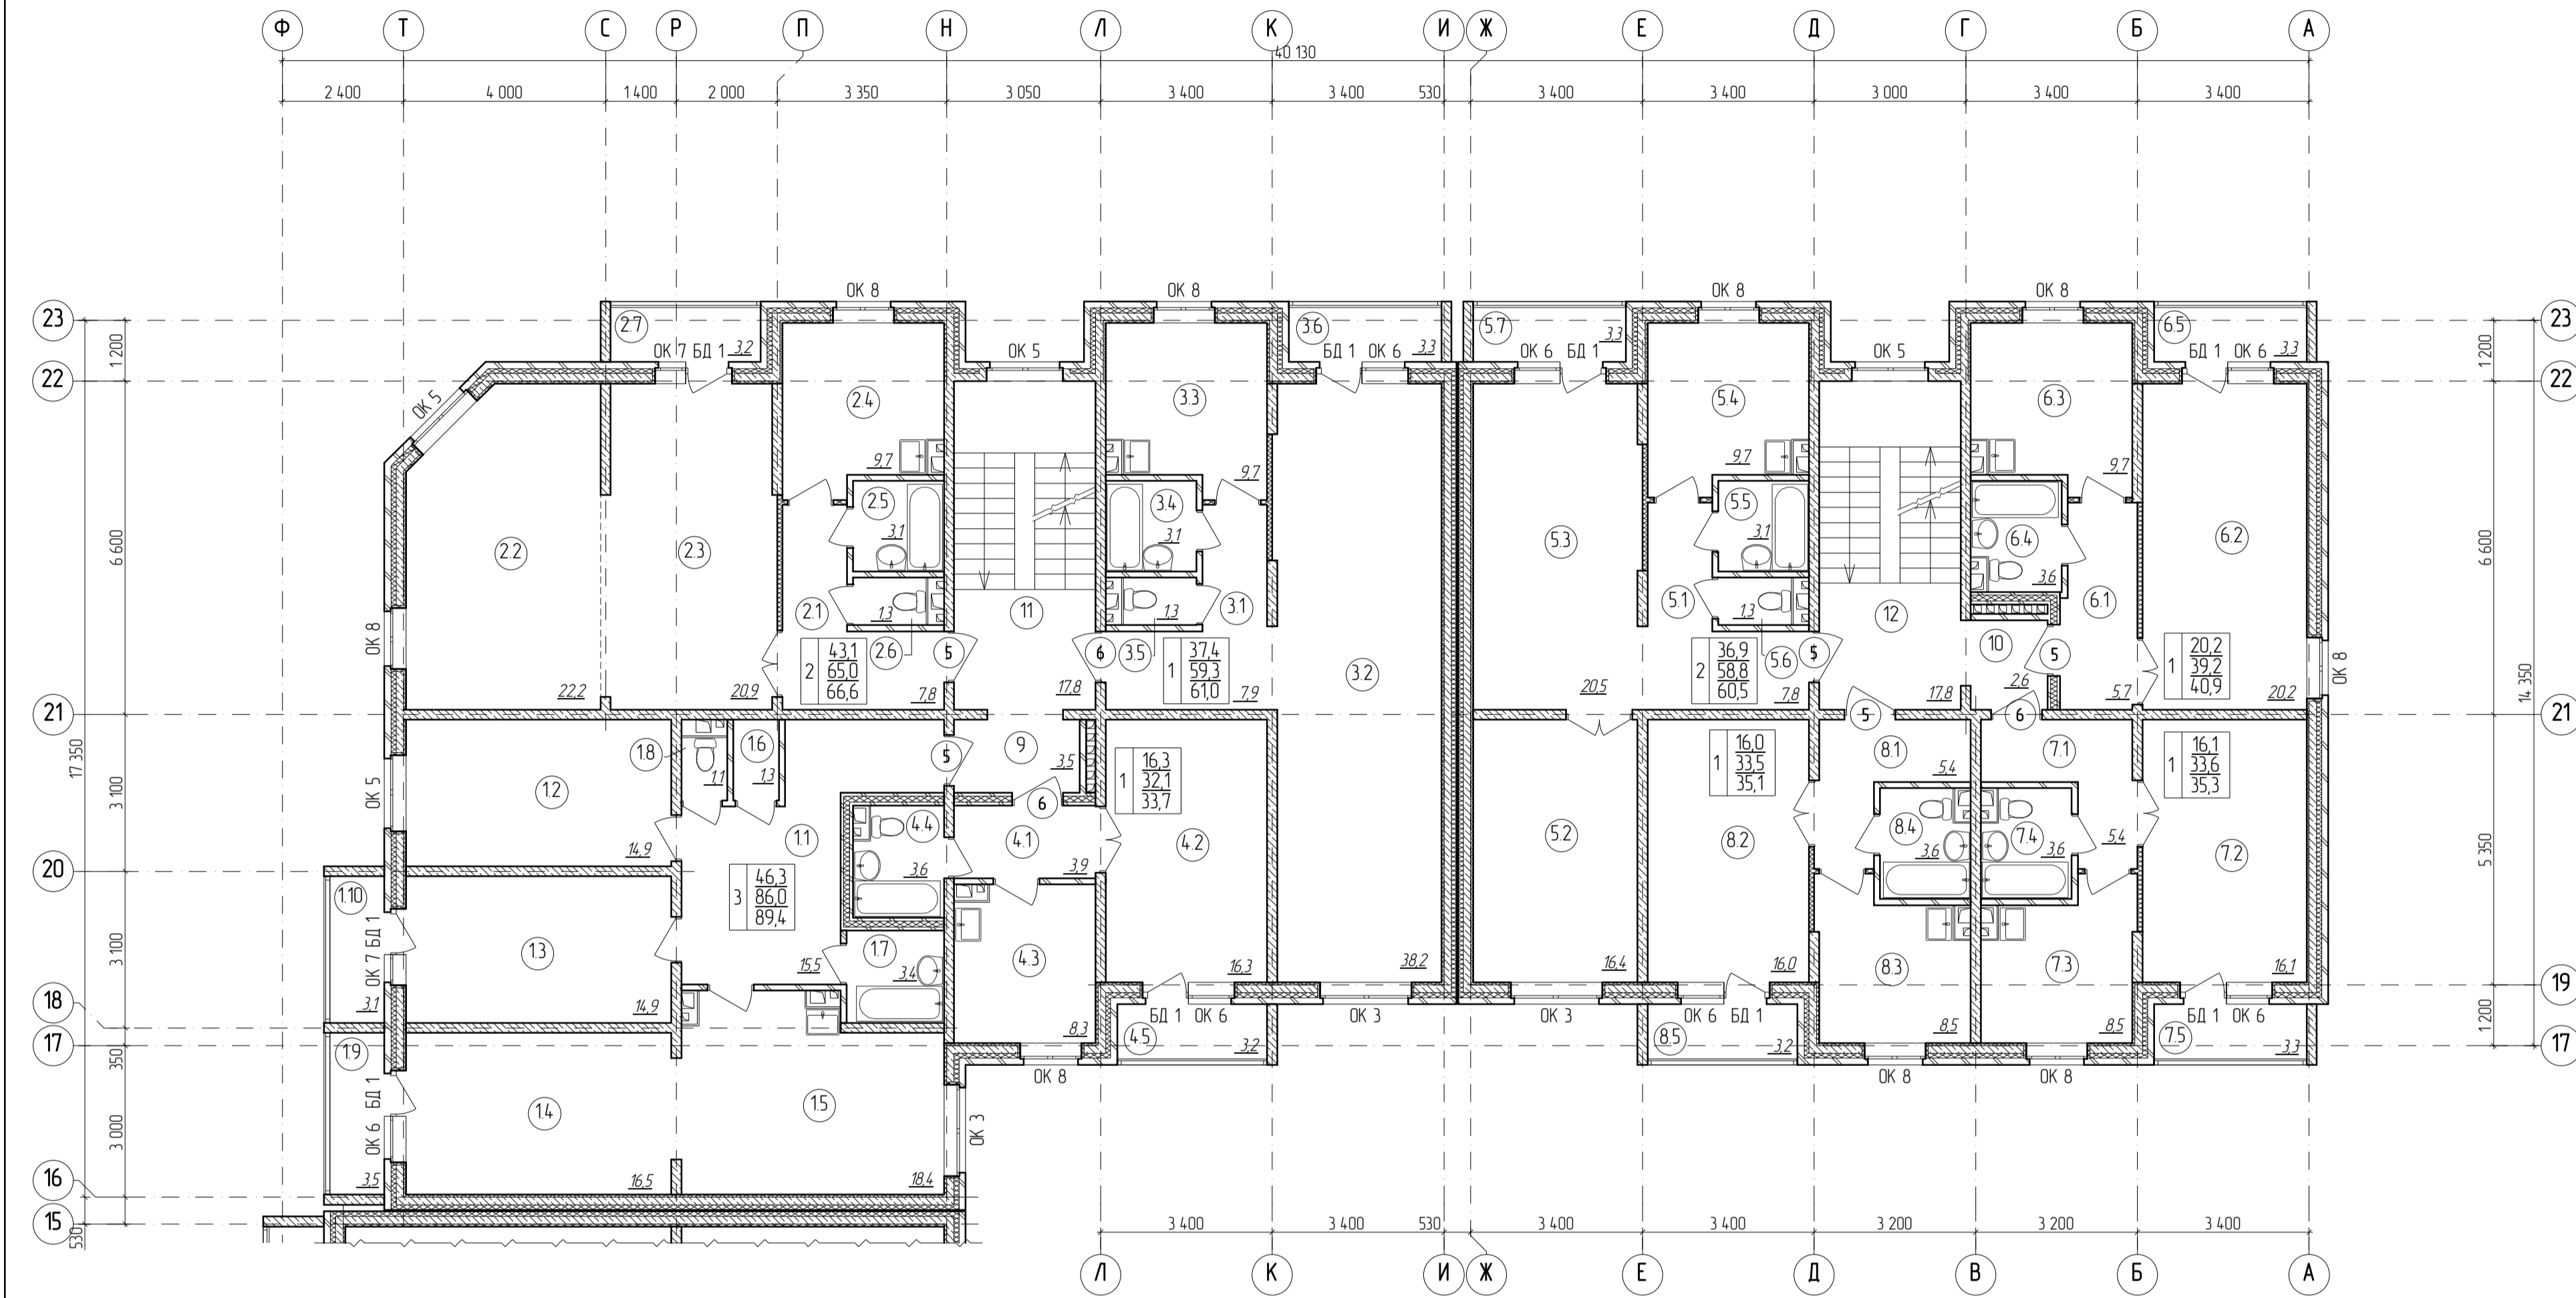 Ф Т С Р П Н Л К И Ж Е Д Г Б А
40 130
2 400 4 000 1 400 2 000 3 350 3 050 3 400 3 400 530 3 400 3 400 3 000 3 400 3 400
ОК 8 ОК 8 ОК 8 ОК 8
23 2.7 3.6 5.7 6.5 23
1 200 ОК 7 БД 1 3,2 ОК 5 БД 1 ОК 6 3,3 ОК 6 БД 1 3,3 ОК 5 БД 1 ОК 6 3,3 1 200
22 22
ОК 5 2.4 3.3 5.4 6.3
9,7 9,7 9,7 9,7
2.5 3.4 5.5
6 600 2.2 2.3 3,1 3,1 5.3 3,1 6.4 6.2 6 600
3,6
2.1 1,3 11 1,3 3.1 5.1 1,3 12 6.1
ОК 8 2.6 5 6 3.5 3.2 5.6 5 10 5 ОК 8
2
43,1
65,0
66,6
1
37,4
59,3
61,0
2
36,9
58,8
60,5
1
20,2
39,2
40,9
22,2 20,9 7,8 17,8 7,9 20,5 7,8 17,8 2,6 5,7 20,2
14 350
21 5 6 21
17 350
1.8 1.6 5 9 8.1 7.1
1,1 1,3 3,5 5,4
1
16,3
32,1
33,7
1
16,0
33,5
35,1
1
16,1
33,6
35,3
3 100 ОК 5 1.2 6
14,9 1.1 4.4 4.1 4.2 5.2 8.2 8.4 7.4 7.2 5 350
3,6 3,9 3,6 3,6 5,4
20
3
46,3
86,0
89,4
1.10 ОК 7 БД 1 1.3 1.7 4.3 8.3 7.3
3 100 3,1 14,9 15,5 3,4 16,3 38,2 16,4 16,0 16,1
18 19
БД 1 ОК 6 ОК 3 ОК 3 ОК 6 БД 1 БД 1 ОК 6
17 350 1.9 8,3 4.5 3,2 8.5 3,2 8,5 8,5 7.5 3,3 1 200 17
ОК 8 ОК 8 ОК 8
3 000 ОК 6 БД 1 1.4 1.5 ОК 3
16 3,5 16,5 18,4
15
530
3 400 3 400 530 3 400 3 400 3 200 3 200 3 400
Л К И Ж Е Д В Б А